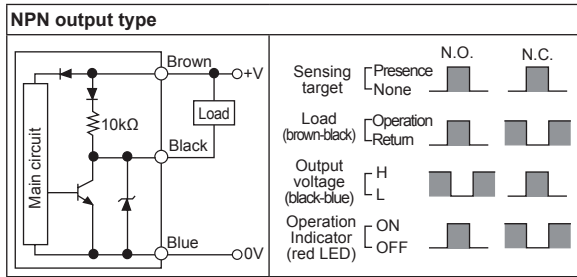 NPN output type
Brown
+V
Load
10kΩ
Black
Main circuit
Blue
0V
N.O.
N.C.
Sensing target
Presence
None
Load
(brown-black)
Operation
Return
Output voltage
(black-blue)
H
L
Operation Indicator
(red LED)
ON
OFF